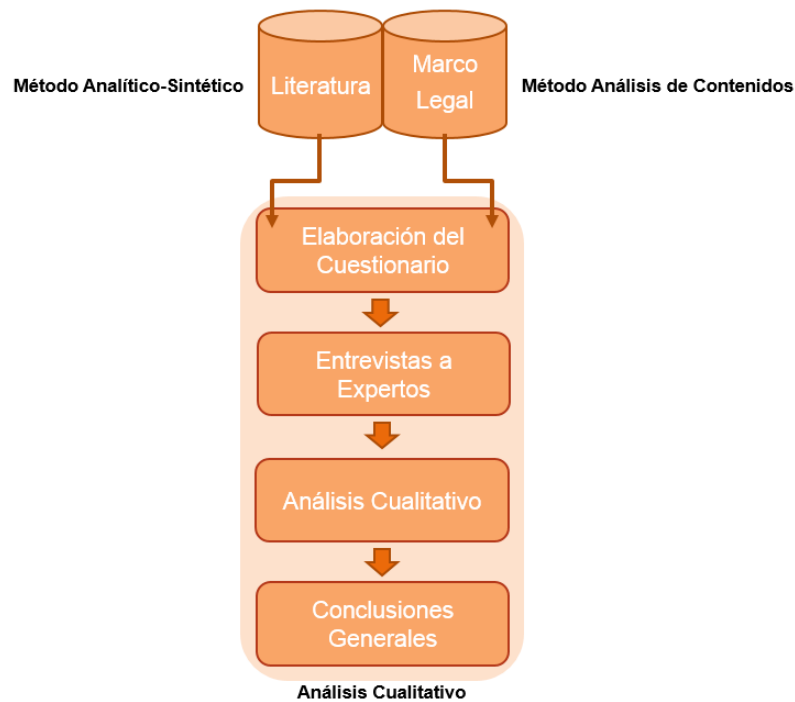 Método Analítico-Sintético
Literatura
Marco
Legal
Método Análisis de Contenidos
Elaboración del
Cuestionario
Entrevistas a
Expertos
Análisis Cualitativo
Conclusiones
Generales
Análisis Cualitativo